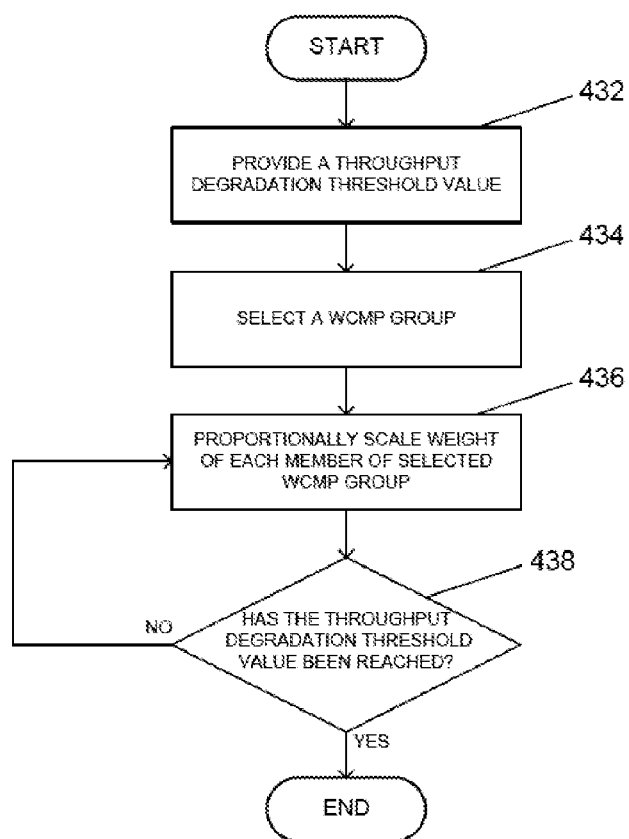 START
432
PROVIDE A THROUGHPUT
DEGRADATION THRESHOLD VALUE
434
SELECT A WCMP GROUP
436
PROPORTIONALLY SCALE WEIGHT
OF EACH MEMBER OF SELECTED
WCMP GROUP
438
HAS THE THROUGHPUT
DEGRADATION THRESHOLD
VALUE BEEN REACHED?
NO
YES
END